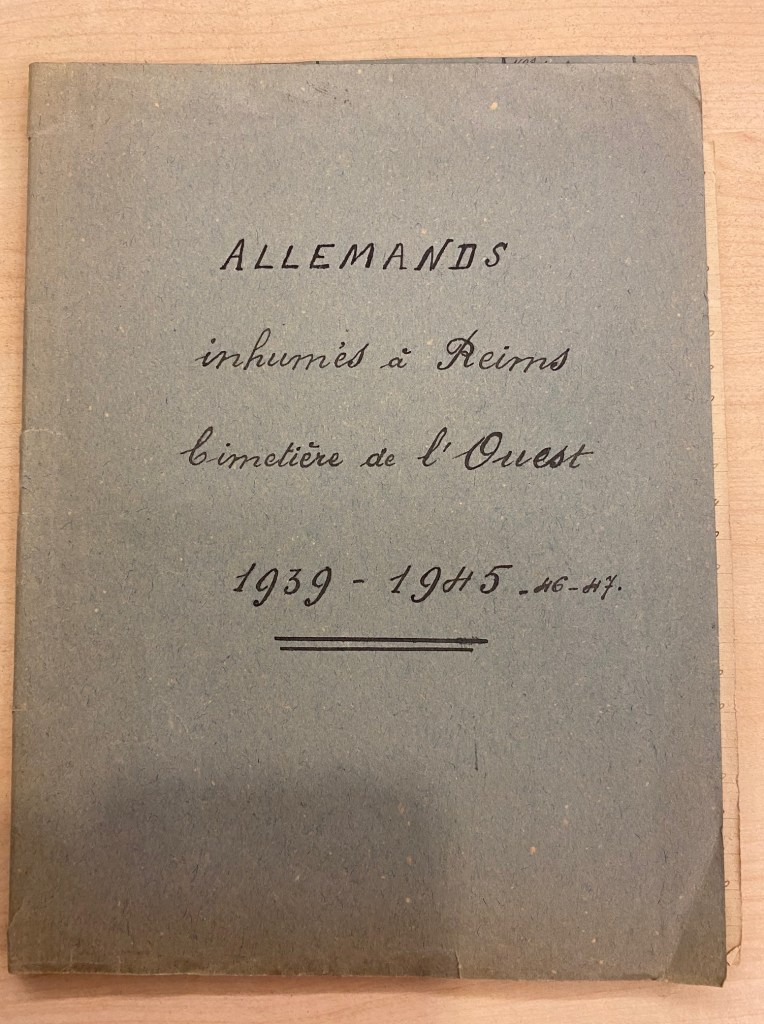 ALLEMANDS
inhumés à Reims
Cimetière de l'Ouest
1939 - 1945 - 46 - 47.